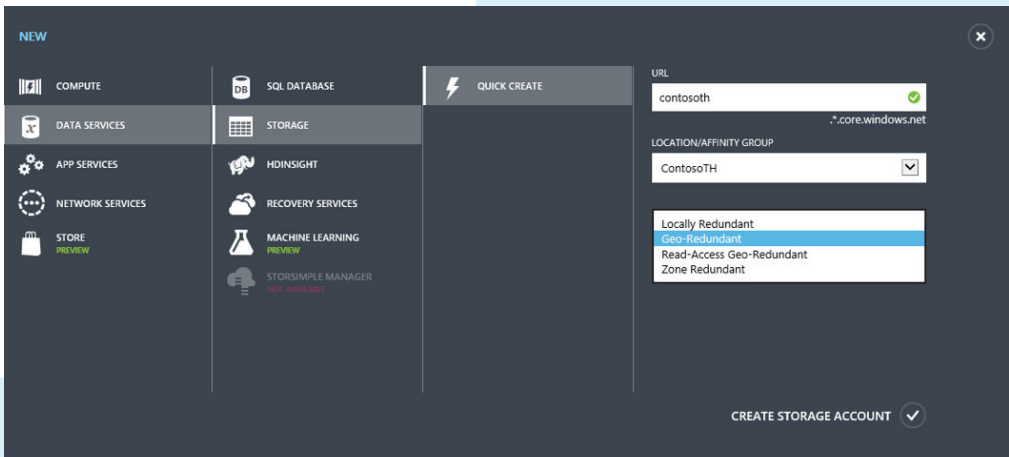 NEW
COMPUTE
DATA SERVICES
APP SERVICES
NETWORK SERVICES
STORE
PREVIEW
SQL DATABASE
STORAGE
HDINSIGHT
RECOVERY SERVICES
MACHINE LEARNING
PREVIEW
STORSIMPLE MANAGER
NOT AVAILABLE
QUICK CREATE
URL
contosoth
.*.core.windows.net
LOCATION/AFFINITY GROUP
ContosoTH
Locally Redundant
Geo-Redundant
Read-Access Geo-Redundant
Zone Redundant
CREATE STORAGE ACCOUNT
DB
x